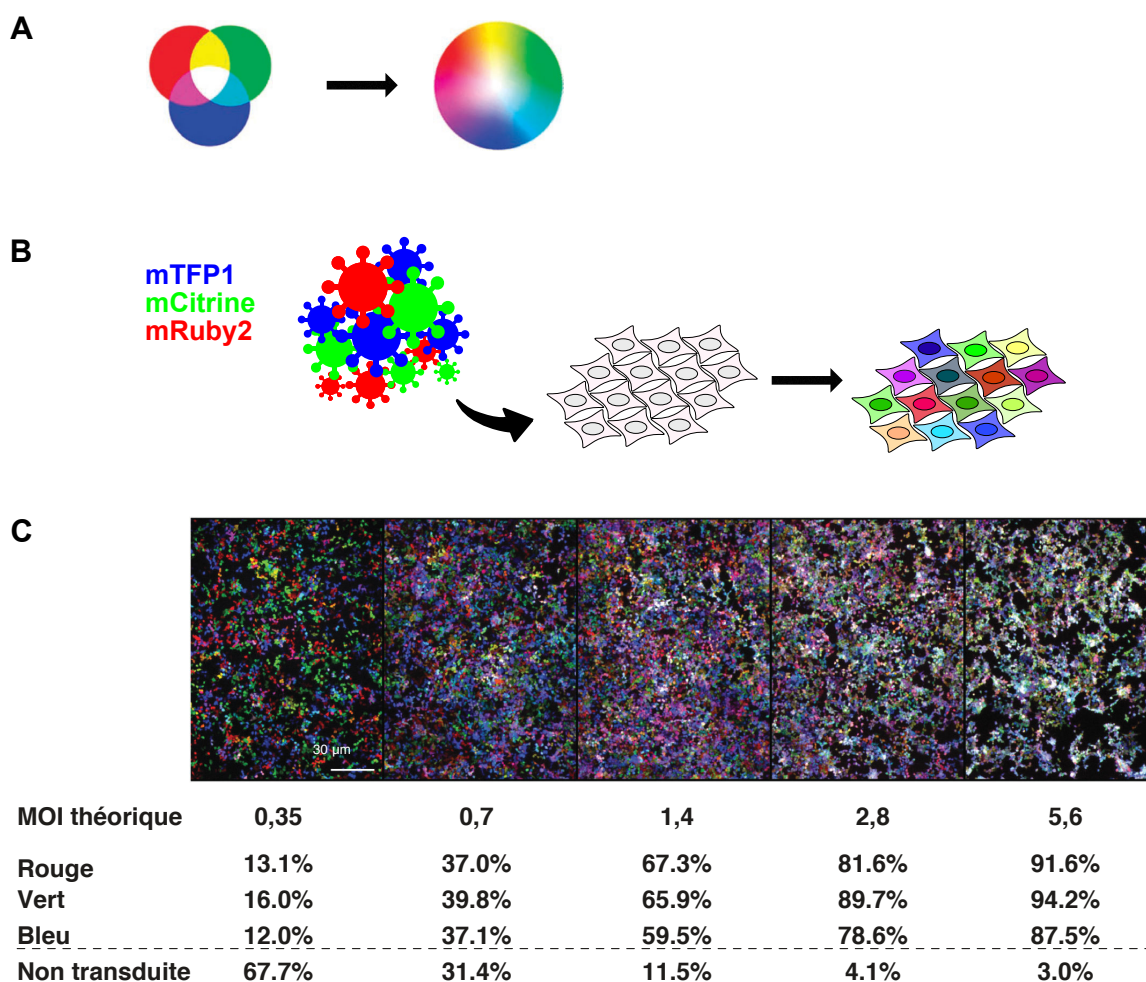 A
B
mTFP1
mCitrine
mRuby2
C
30 µm
MOI théorique 0,35 0,7 1,4 2,8 5,6
Rouge 13.1% 37.0% 67.3% 81.6% 91.6%
Vert 16.0% 39.8% 65.9% 89.7% 94.2%
Bleu 12.0% 37.1% 59.5% 78.6% 87.5%
Non transduite 67.7% 31.4% 11.5% 4.1% 3.0%